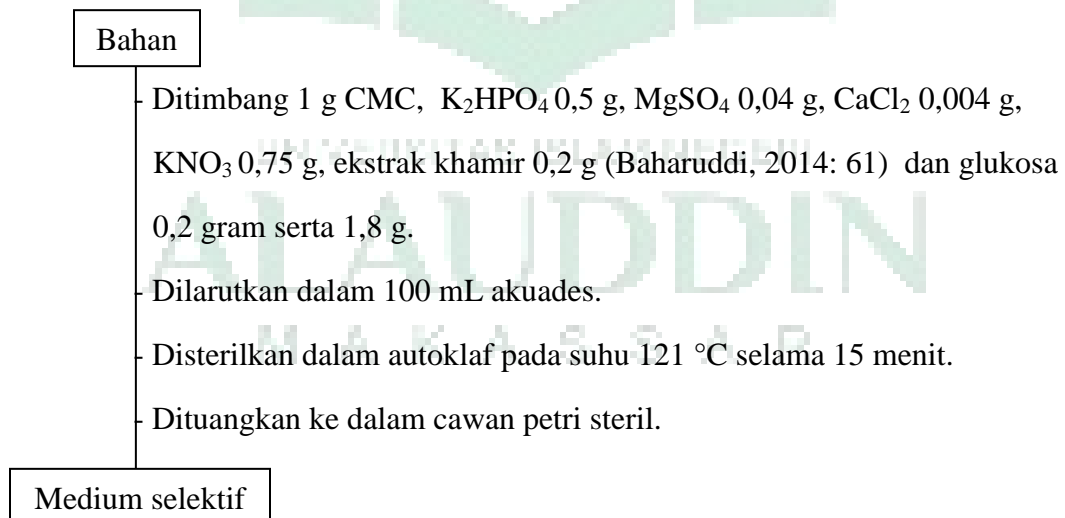 Bahan
- Ditimbang 1 g CMC, K₂HPO₄ 0,5 g, MgSO₄ 0,04 g, CaCl₂ 0,004 g,
KNO₃ 0,75 g, ekstrak khamir 0,2 g (Baharuddi, 2014: 61) dan glukosa
0,2 gram serta 1,8 g.
- Dilarutkan dalam 100 mL akuades.
- Disterilkan dalam autoklaf pada suhu 121 °C selama 15 menit.
- Dituangkan ke dalam cawan petri steril.
Medium selektif
ALAUDDIN
MAKASSAR